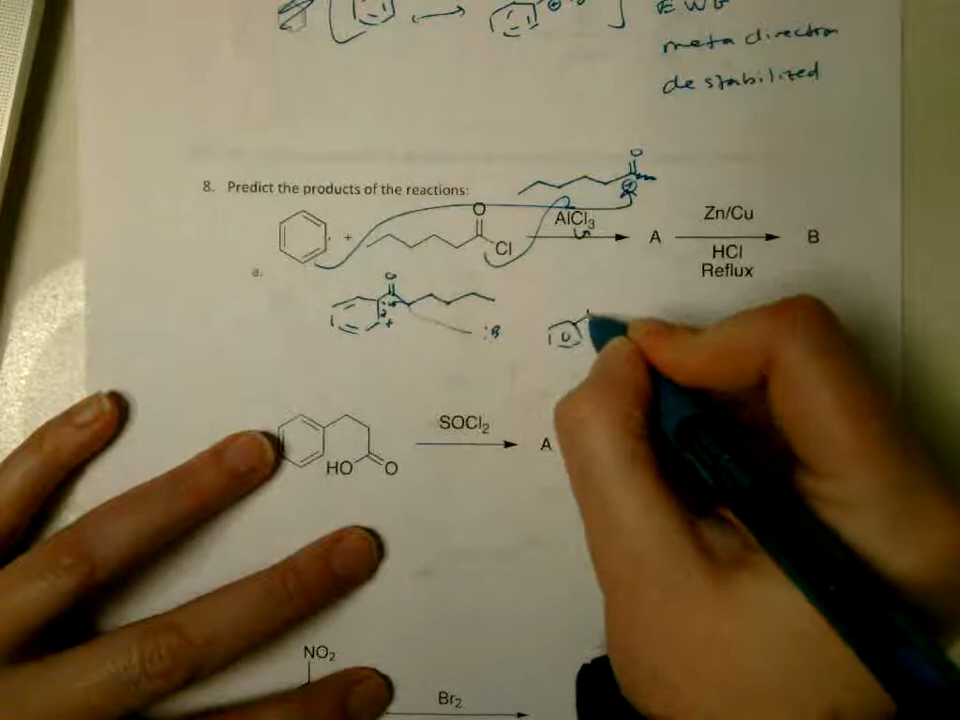 EWG
meta director
destabilized
8. Predict the products of the reactions:
O
+
O
Cl
AlCl3
A
Zn/Cu
HCl
Reflux
B
a.
O
+
:B
HO
O
SOCl2
A
NO2
Br2